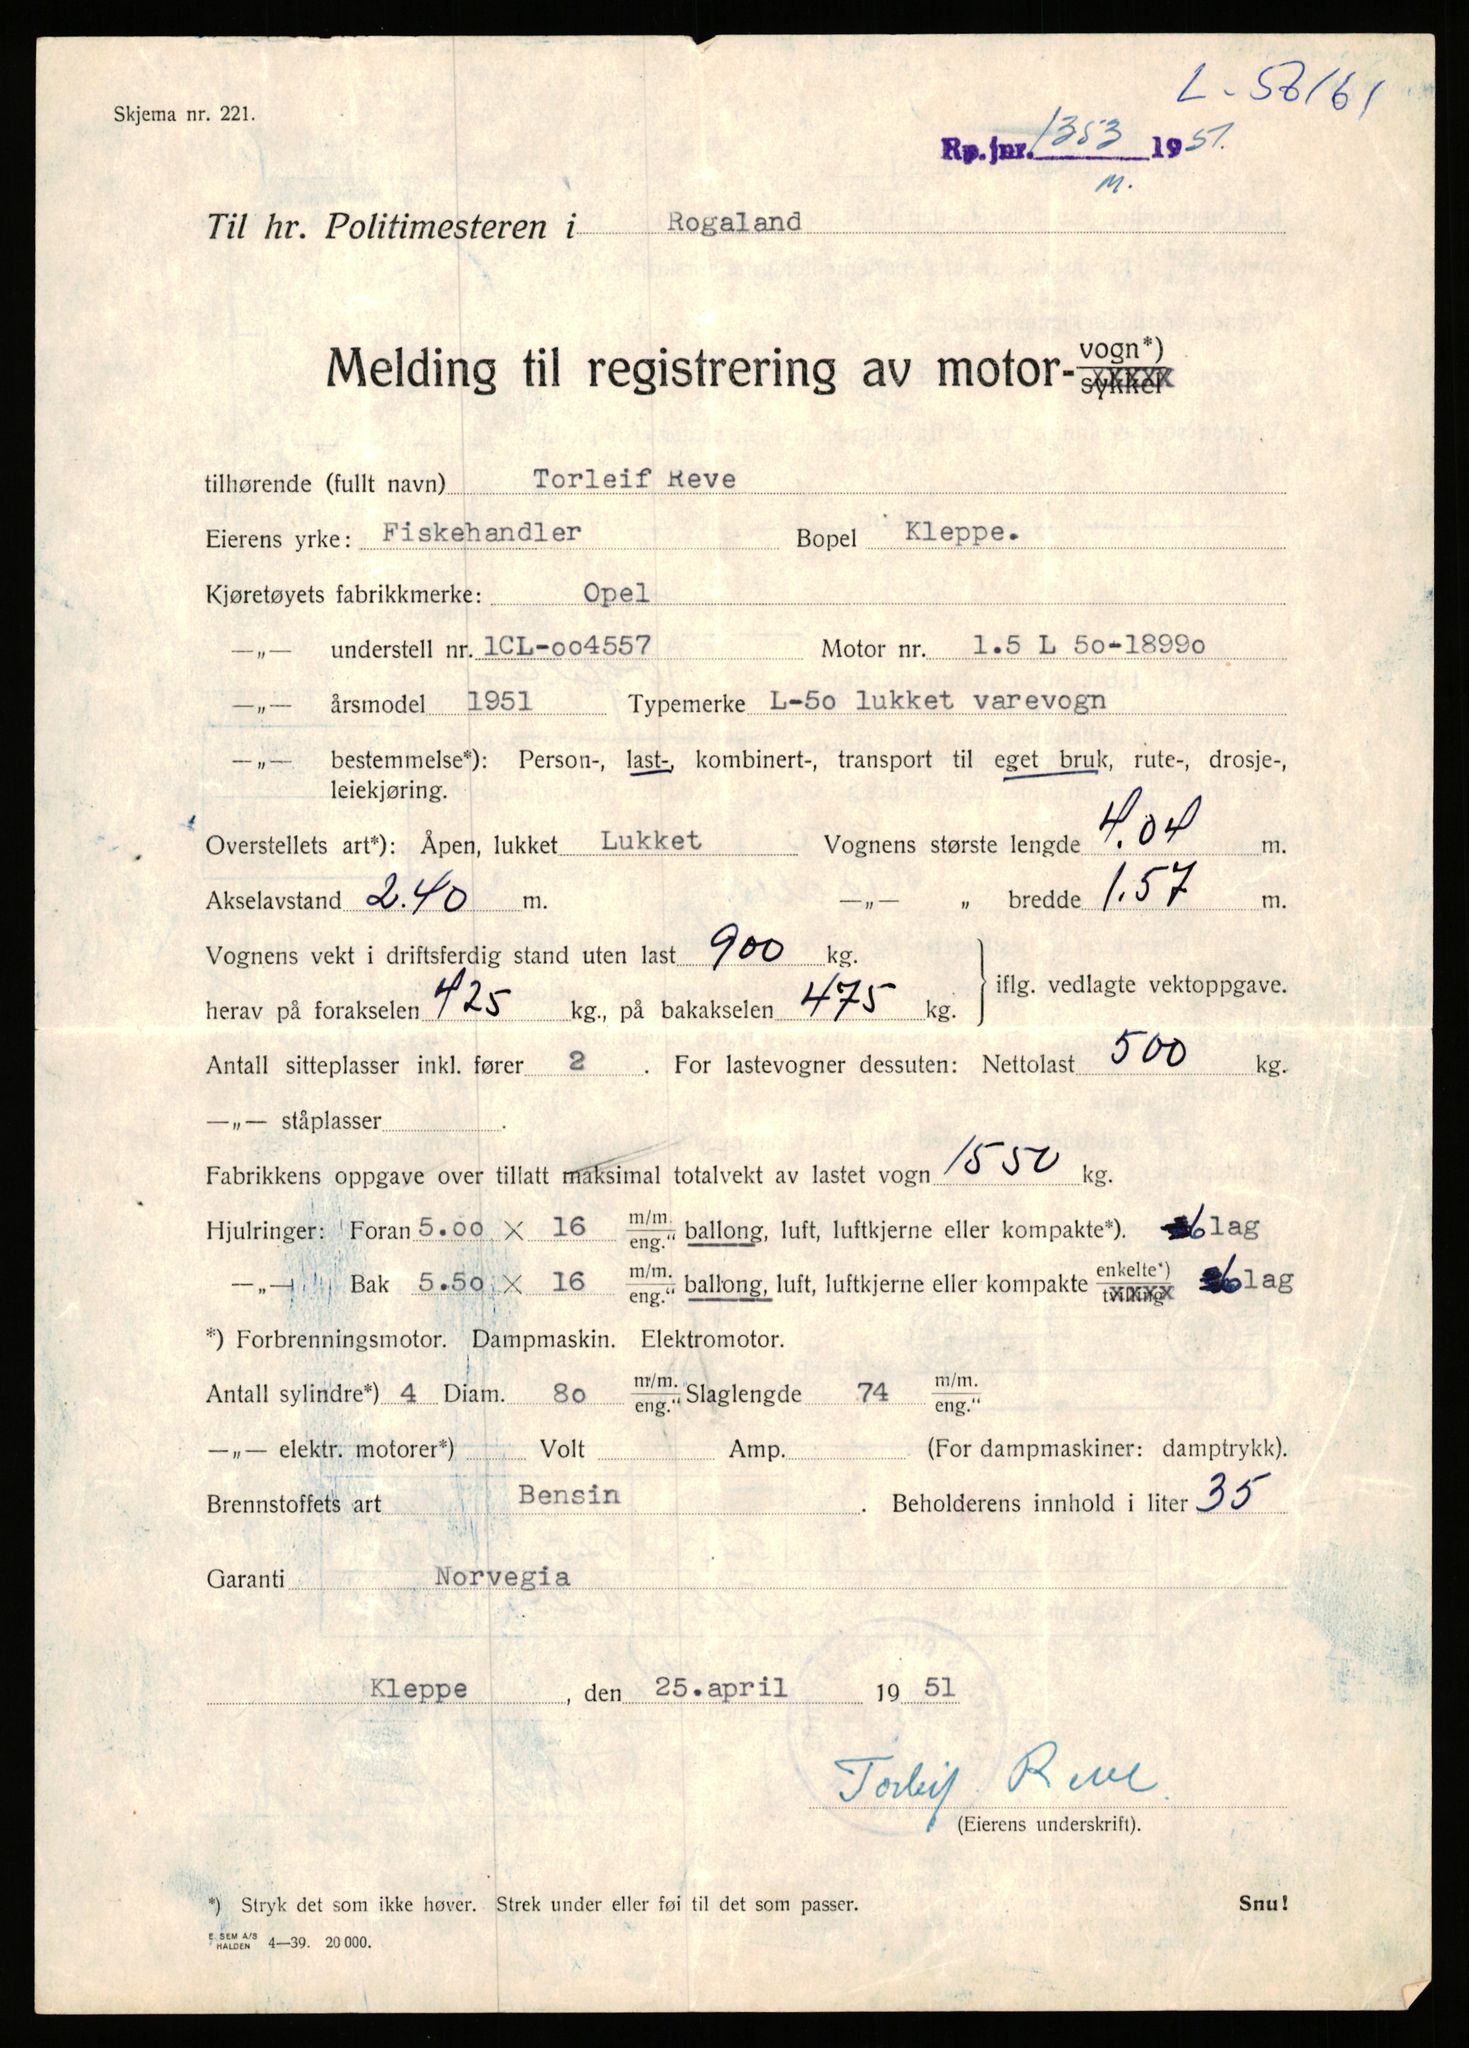 L - 56161
Skjema nr. 221.
Rp.jnr. 1353 1951.
M.
Til hr. Politimesteren i Rogaland
Melding til registrering av motor- vogn*) sykkel
tilhørende (fullt navn) Torleif Reve
Eierens yrke: Fiskehandler Bopel Kleppe.
Kjøretøyets fabrikkmerke: Opel
—„— understell nr. 1CL-oo4557 Motor nr. 1.5 L 5o-1899o
—„— årsmodel 1951 Typemerke L-5o lukket varevogn
—„— bestemmelse*): Person-, last-, kombinert-, transport til eget bruk, rute-, drosje-,
leiekjøring.
Overstellets art*): Åpen, lukket Lukket Vognens største lengde 4.04 m.
Akselavstand 2.40 m. —„— „ bredde 1.57 m.
Vognens vekt i driftsferdig stand uten last 900 kg.
herav på forakselen 425 kg., på bakakselen 475 kg. } iflg. vedlagte vektoppgave.
Antall sitteplasser inkl. fører 2 . For lastevogner dessuten: Nettolast 500 kg.
—„— ståplasser .
Fabrikkens oppgave over tillatt maksimal totalvekt av lastet vogn 1550 kg.
Hjulringer: Foran 5.oo X 16 m/m. eng." ballong, luft, luftkjerne eller kompakte*). 6 lag
—„— Bak 5.5o X 16 m/m. eng." ballong, luft, luftkjerne eller kompakte enkelte*) tvilling 6 lag
*) Forbrenningsmotor. Dampmaskin. Elektromotor.
Antall sylindre*) 4 Diam. 8o m/m. eng." Slaglengde 74 m/m. eng."
—„— elektr. motorer*) Volt Amp. (For dampmaskiner: damptrykk).
Brennstoffets art Bensin . Beholderens innhold i liter 35
Garanti Norvegia
Kleppe , den 25.april 19 51
Torleif Reve.
(Eierens underskrift).
*) Stryk det som ikke høver. Strek under eller føi til det som passer. Snu!
E. SEM A/S HALDEN 4—39. 20 000.